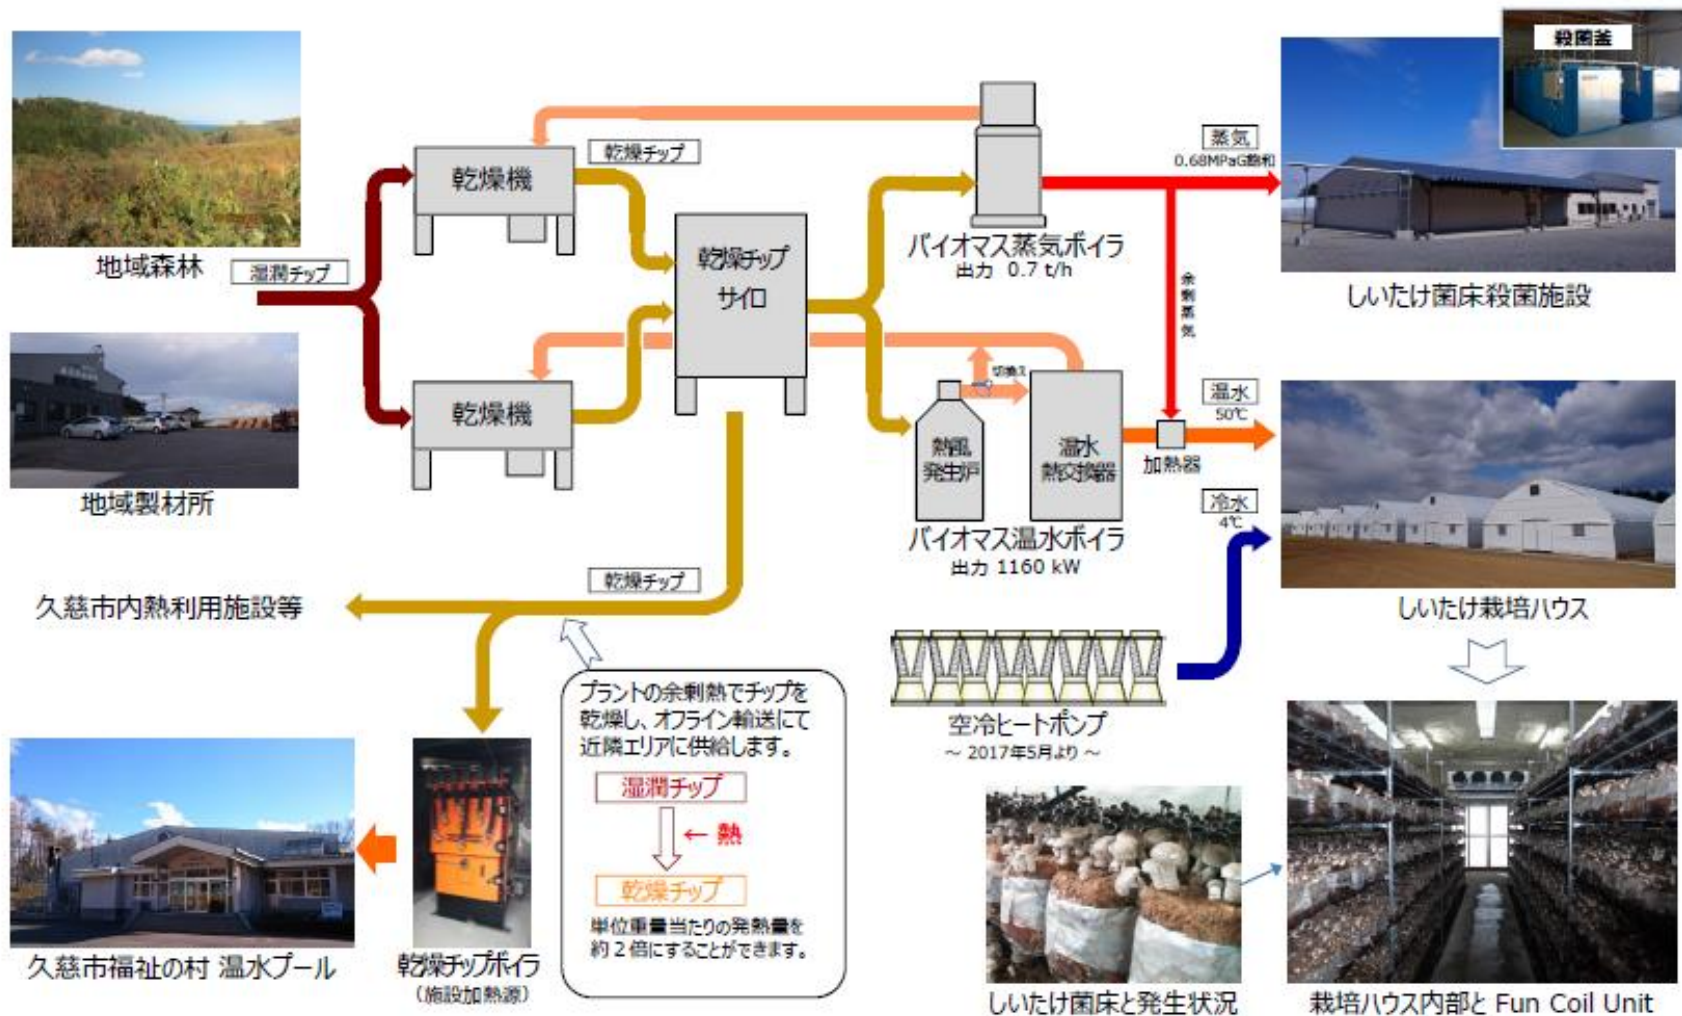 地域森林
湿潤チップ
地域製材所
乾燥機
乾燥チップ
乾燥機
乾燥チップ
サイロ
バイオマス蒸気ボイラ
出力 0.7 t/h
蒸気
0.68MPaG飽和
余剰蒸気
殺菌釜
しいたけ菌床殺菌施設
切換え
熱風
発生炉
温水
熱交換器
バイオマス温水ボイラ
出力 1160 kW
加熱器
温水
50℃
冷水
4℃
しいたけ栽培ハウス
空冷ヒートポンプ
～ 2017年5月より ～
乾燥チップ
久慈市内熱利用施設等
プラントの余剰熱でチップを
乾燥し、オフライン輸送にて
近隣エリアに供給します。
湿潤チップ
← 熱
乾燥チップ
単位重量当たりの発熱量を
約2倍にすることができます。
久慈市福祉の村 温水プール
乾燥チップボイラ
(施設加熱源)
しいたけ菌床と発生状況
栽培ハウス内部と Fun Coil Unit